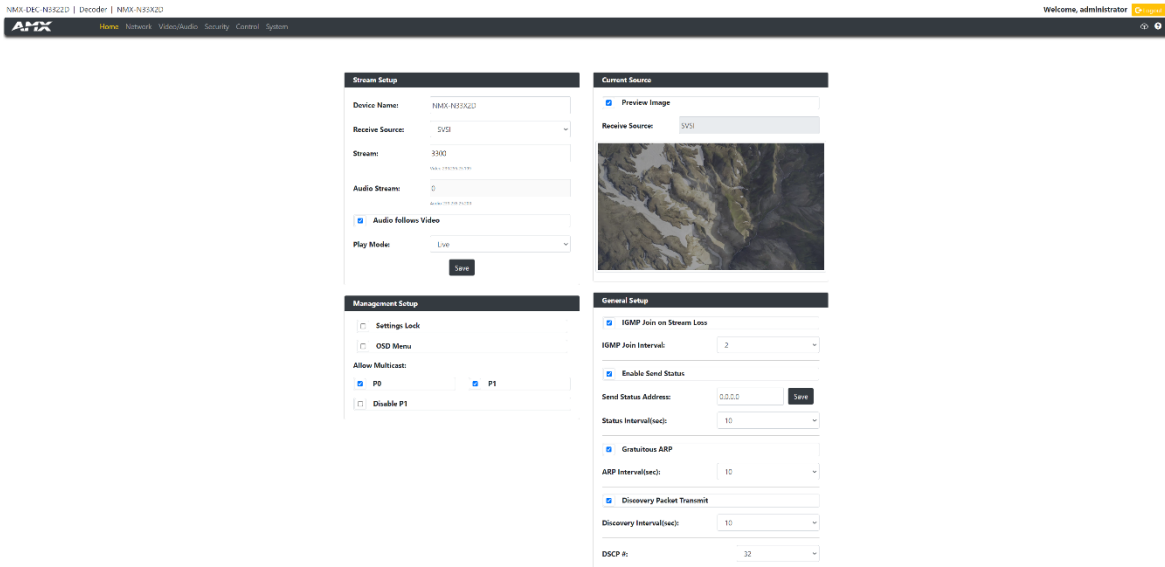 NMX-DEC-N3322D | Decoder | NMX-N33X2D
Welcome, administrator
Logout
AMX
Home Network Video/Audio Security Control System
Stream Setup
Device Name: NMX-N33X2D
Receive Source: SVSI
Stream: 3300
Audio Stream: 0
Audio follows Video
Play Mode: Live
Save
Management Setup
Settings Lock
OSD Menu
Allow Multicast:
P0 P1
Disable P1
Current Source
Preview Image
Receive Source: SVSI
General Setup
IGMP Join on Stream Loss
IGMP Join Interval: 2
Enable Send Status
Send Status Address: 0.0.0.0 Save
Status Interval(sec): 10
Gratuitous ARP
ARP Interval(sec): 10
Discovery Packet Transmit
Discovery Interval(sec): 10
DSCP #: 32